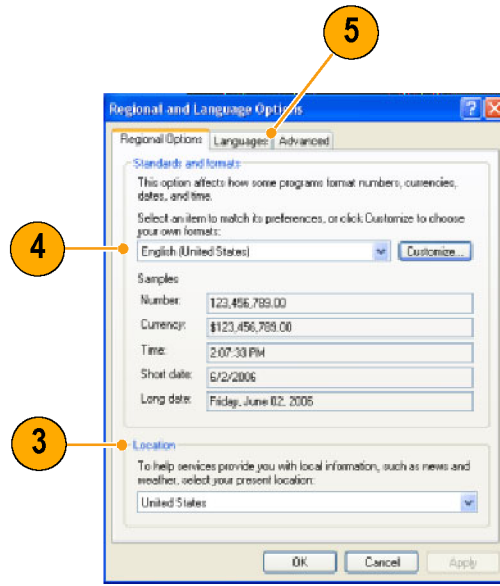 5
Regional and Language Options
Regional Options Languages Advanced
Standards and formats
This option affects how some programs format numbers, currencies,
dates, and time.
Select an item to match its preferences, or click Customize to choose
your own formats:
4
English (United States) Customize...
Samples
Number: 123,456,789.00
Currency: $123,456,789.00
Time: 2:07:33 PM
Short date: 6/2/2006
Long date: Friday, June 02, 2006
3
Location
To help services provide you with local information, such as news and
weather, select your present location:
United States
OK Cancel Apply